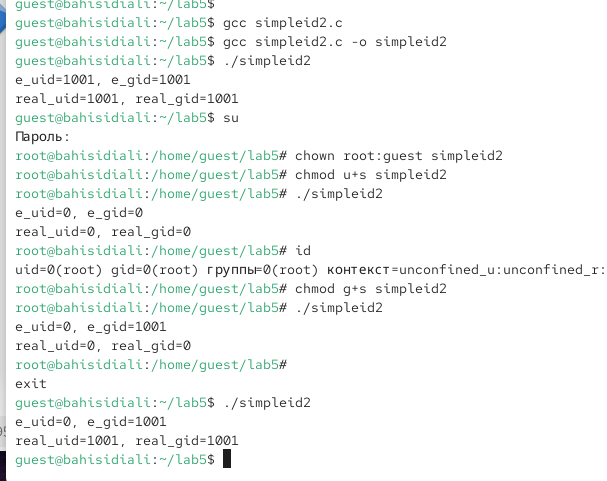 guest@bahisidiali:~/lab5$
guest@bahisidiali:~/lab5$ gcc simpleid2.c
guest@bahisidiali:~/lab5$ gcc simpleid2.c -o simpleid2
guest@bahisidiali:~/lab5$ ./simpleid2
e_uid=1001, e_gid=1001
real_uid=1001, real_gid=1001
guest@bahisidiali:~/lab5$ su
Пароль:
root@bahisidiali:/home/guest/lab5# chown root:guest simpleid2
root@bahisidiali:/home/guest/lab5# chmod u+s simpleid2
root@bahisidiali:/home/guest/lab5# ./simpleid2
e_uid=0, e_gid=0
real_uid=0, real_gid=0
root@bahisidiali:/home/guest/lab5# id
uid=0(root) gid=0(root) группы=0(root) контекст=unconfined_u:unconfined_r:
root@bahisidiali:/home/guest/lab5# chmod g+s simpleid2
root@bahisidiali:/home/guest/lab5# ./simpleid2
e_uid=0, e_gid=1001
real_uid=0, real_gid=0
root@bahisidiali:/home/guest/lab5#
exit
guest@bahisidiali:~/lab5$ ./simpleid2
e_uid=0, e_gid=1001
real_uid=1001, real_gid=1001
guest@bahisidiali:~/lab5$